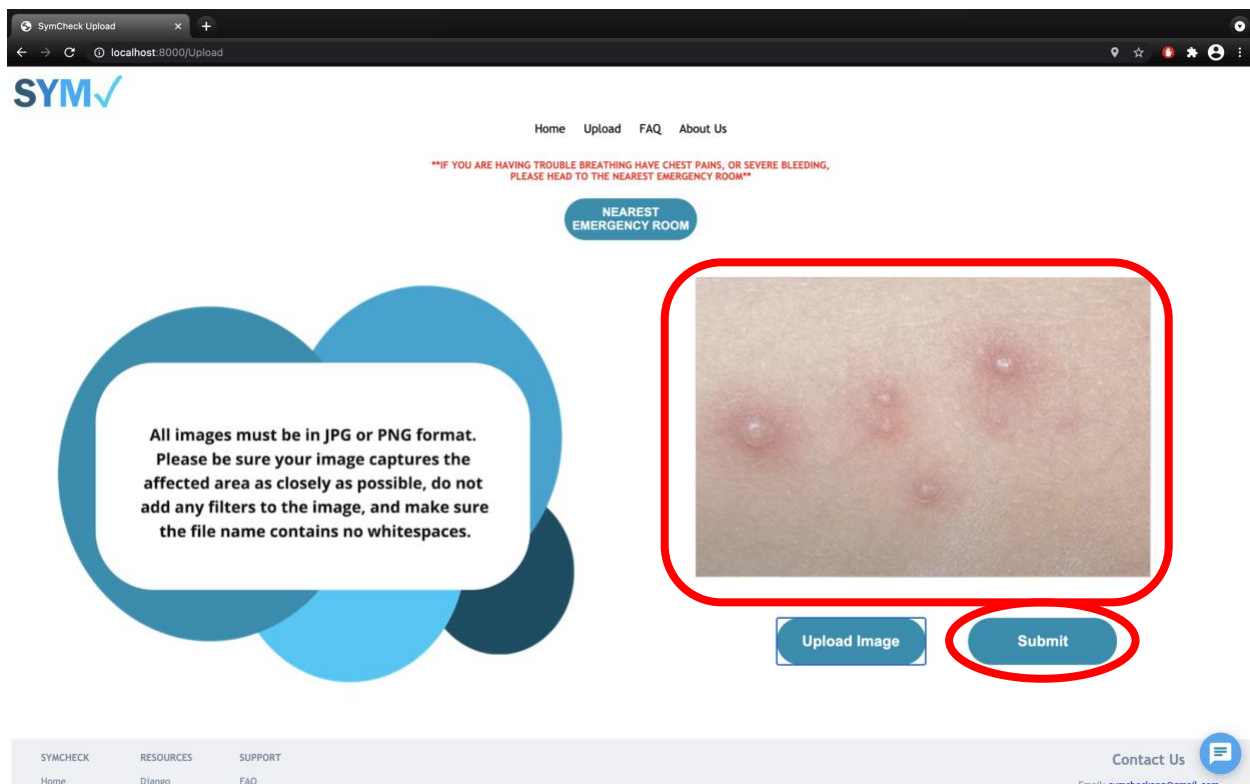 SymCheck Upload
localhost:8000/Upload
SYM✓
Home Upload FAQ About Us
**IF YOU ARE HAVING TROUBLE BREATHING HAVE CHEST PAINS, OR SEVERE BLEEDING,
PLEASE HEAD TO THE NEAREST EMERGENCY ROOM**
NEAREST
EMERGENCY ROOM
All images must be in JPG or PNG format.
Please be sure your image captures the
affected area as closely as possible, do not
add any filters to the image, and make sure
the file name contains no whitespaces.
Upload Image Submit
SYMCHECK RESOURCES SUPPORT Contact Us
Home Django FAQ